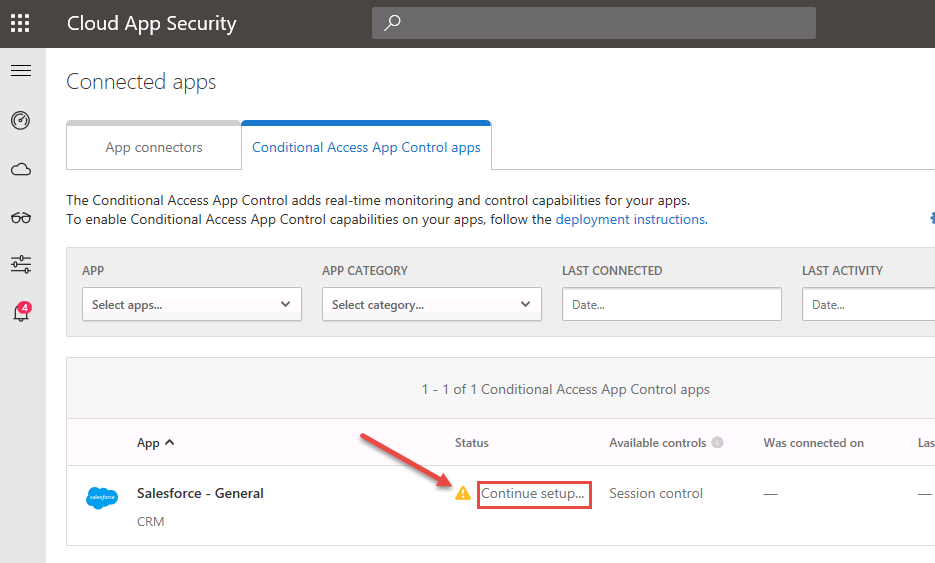 Cloud App Security
Connected apps
App connectors
Conditional Access App Control apps
The Conditional Access App Control adds real-time monitoring and control capabilities for your apps.
To enable Conditional Access App Control capabilities on your apps, follow the deployment instructions.
4
APP
APP CATEGORY
LAST CONNECTED
LAST ACTIVITY
Select apps...
Select category...
Date...
Date...
1 - 1 of 1 Conditional Access App Control apps
App
Status
Available controls
Was connected on
Las
salesforce
Salesforce - General
Continue setup...
Session control
—
—
CRM